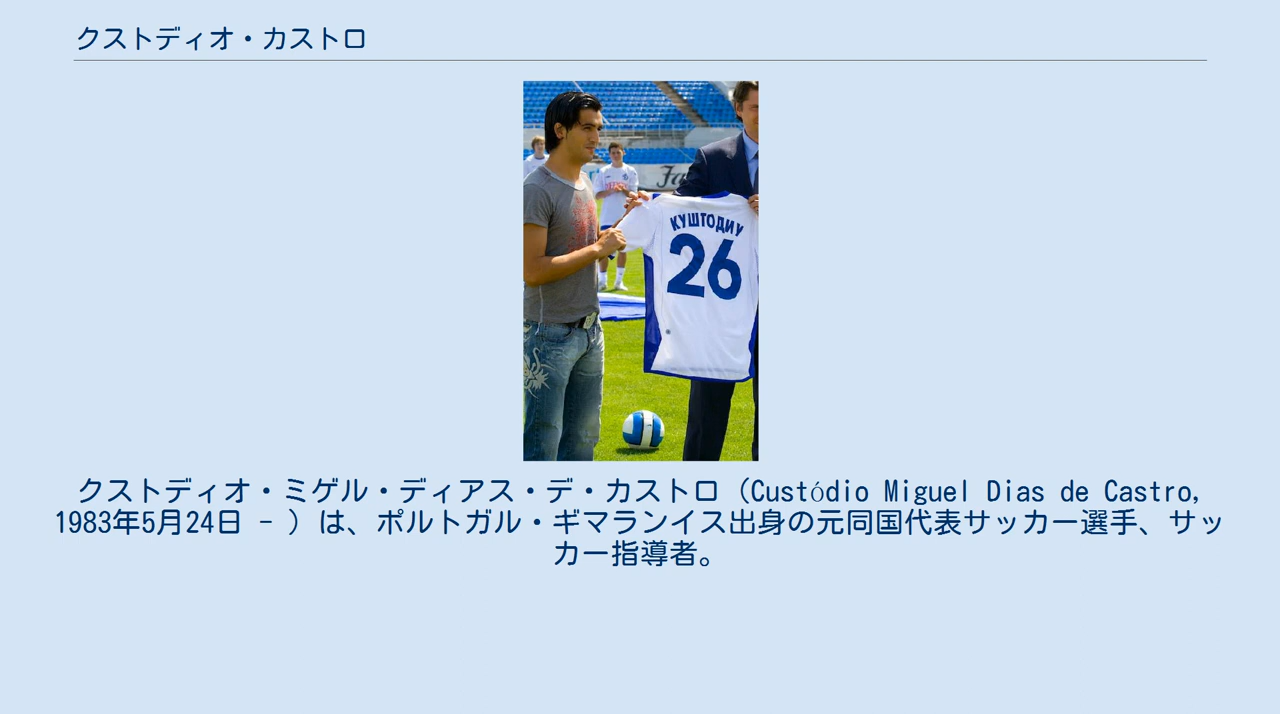 クストディオ・カストロ
КУШТОДИУ
26
クストディオ・ミゲル・ディアス・デ・カストロ（Custódio Miguel Dias de Castro,
1983年5月24日 - ）は、ポルトガル・ギマランイス出身の元同国代表サッカー選手、サッ
カー指導者。